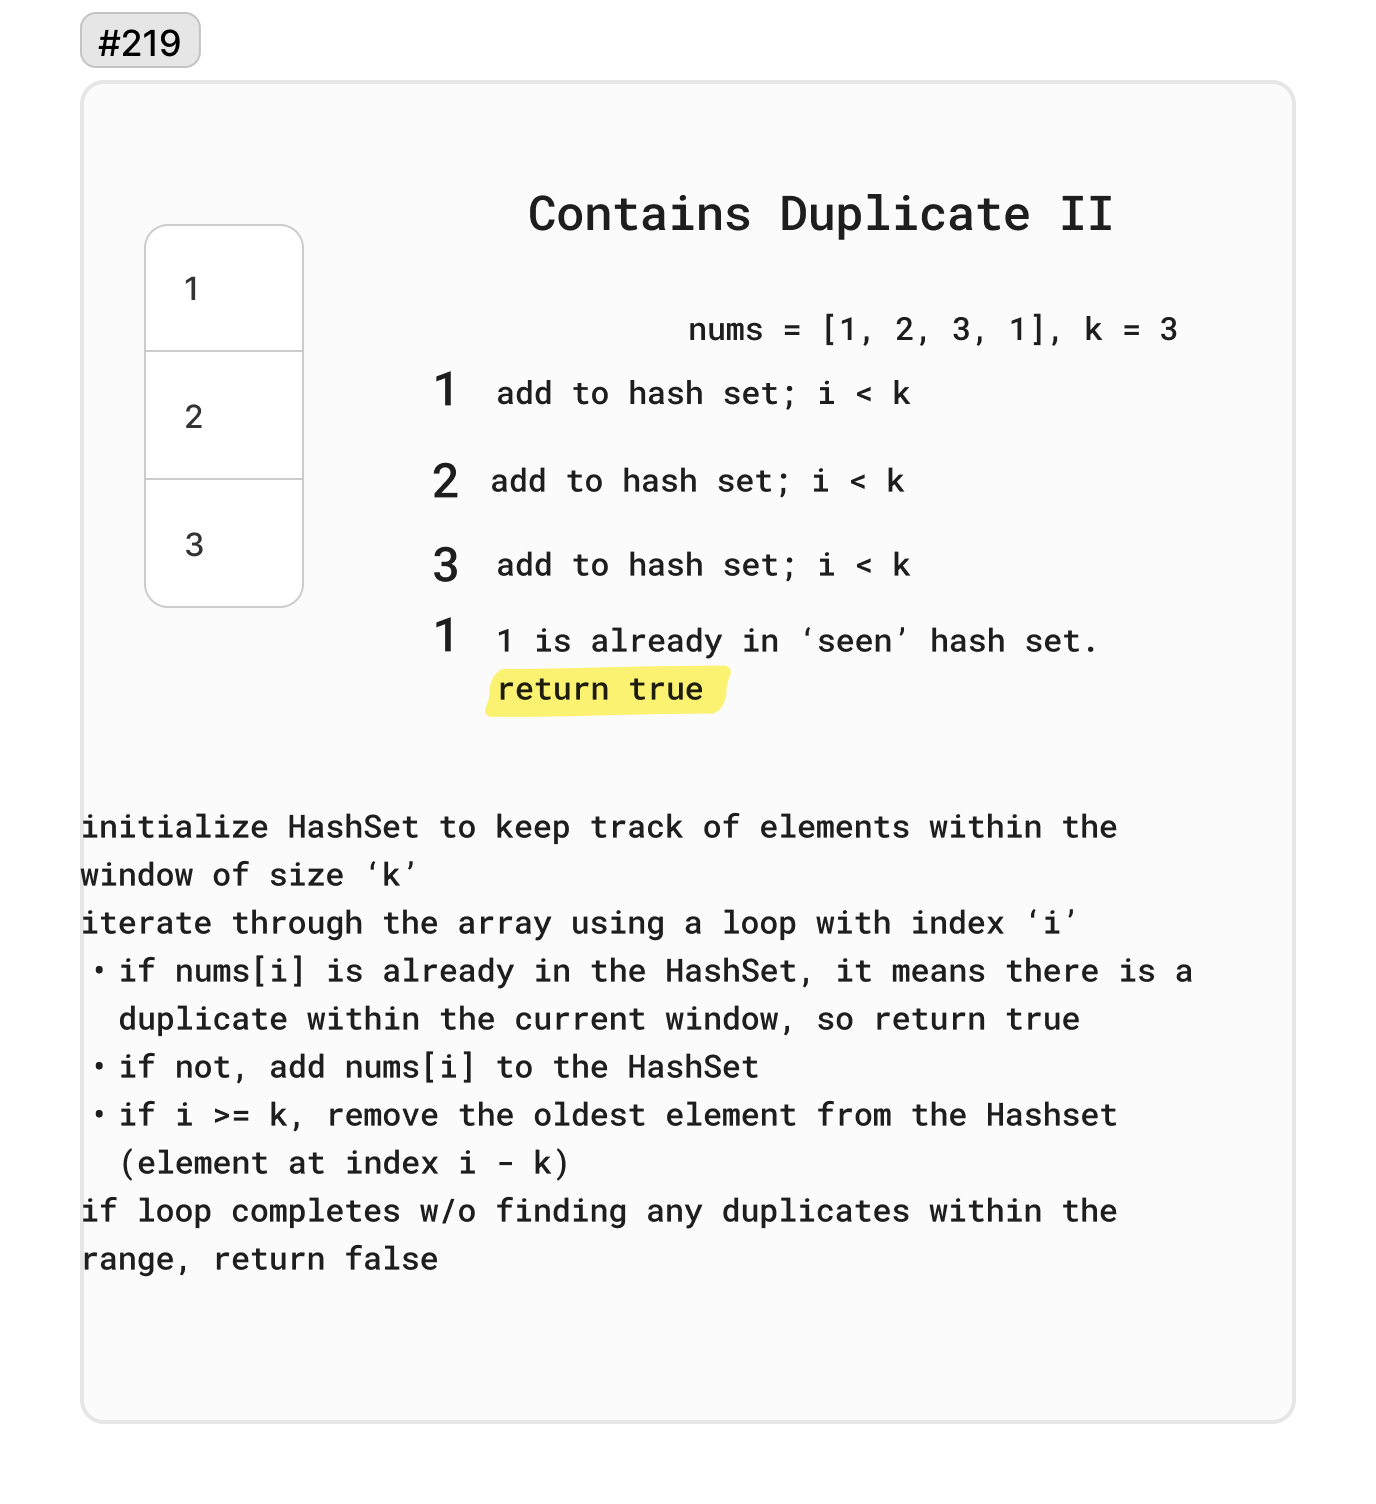 #219
Contains Duplicate II
1
2
3
nums = [1, 2, 3, 1], k = 3
1 add to hash set; i < k
2 add to hash set; i < k
3 add to hash set; i < k
1 1 is already in ‘seen’ hash set.
return true
initialize HashSet to keep track of elements within the
window of size ‘k’
iterate through the array using a loop with index ‘i’
• if nums[i] is already in the HashSet, it means there is a
duplicate within the current window, so return true
• if not, add nums[i] to the HashSet
• if i >= k, remove the oldest element from the Hashset
(element at index i - k)
if loop completes w/o finding any duplicates within the
range, return false